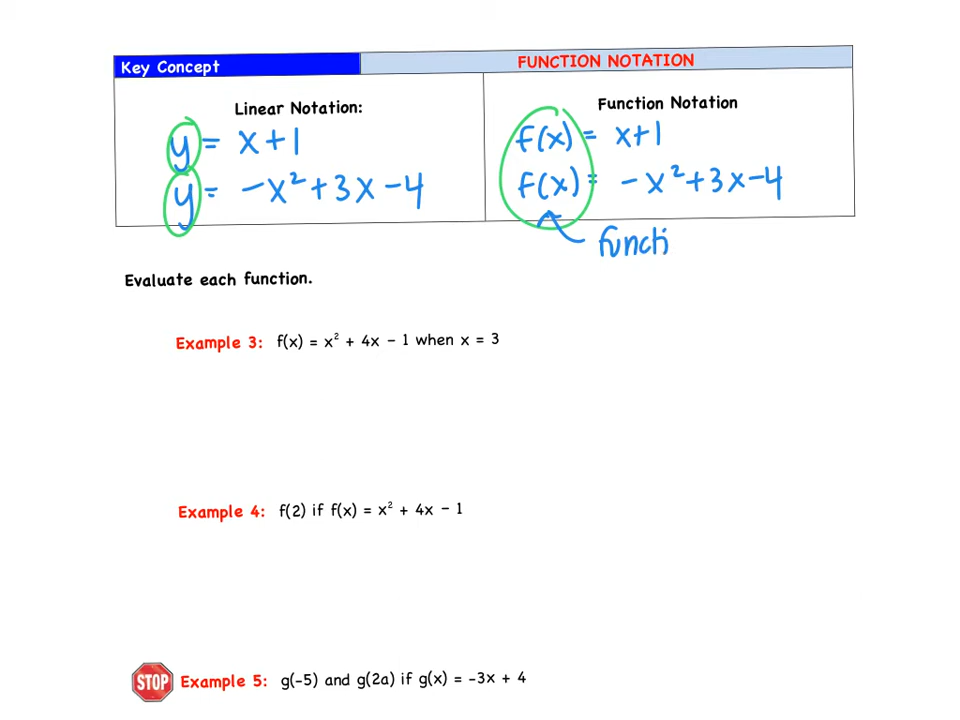 Key Concept
FUNCTION NOTATION
Linear Notation:
y = x + 1
y = -x² + 3x - 4
Function Notation
f(x) = x + 1
f(x) = -x² + 3x - 4
functi
Evaluate each function.
Example 3: f(x) = x² + 4x − 1 when x = 3
Example 4: f(2) if f(x) = x² + 4x − 1
STOP
Example 5: g(-5) and g(2a) if g(x) = -3x + 4